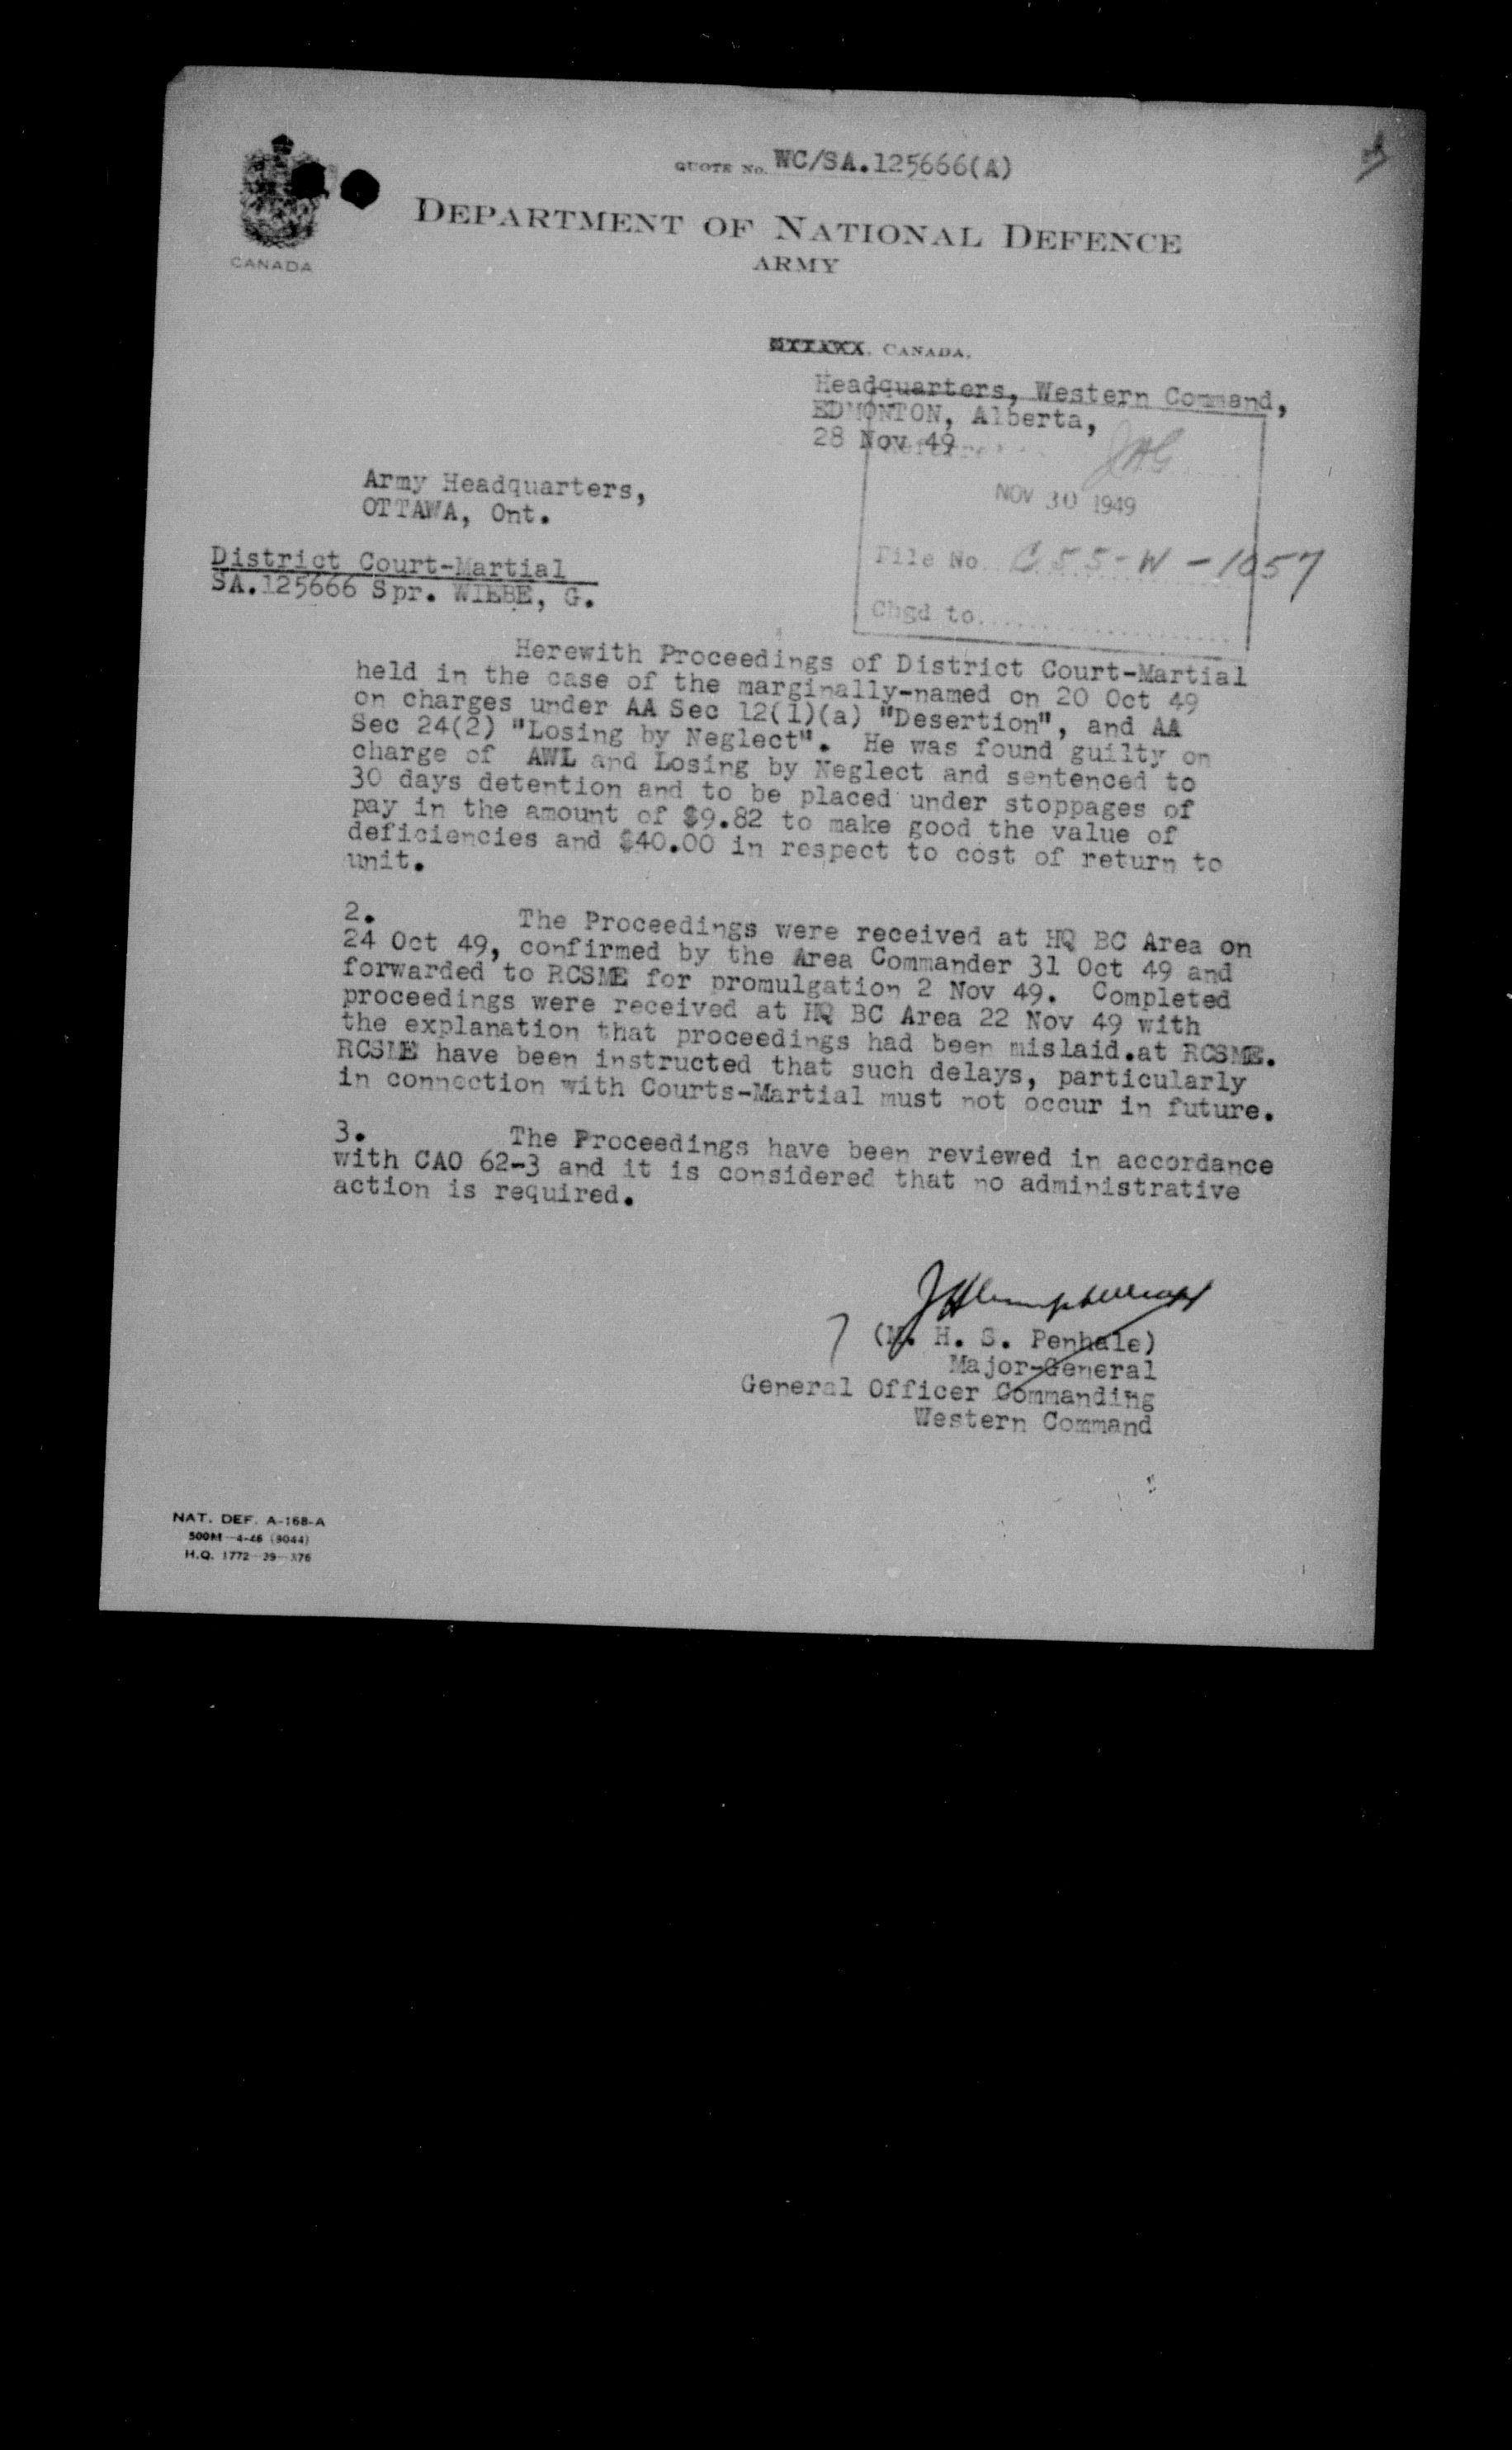 QUOTE No. WC/SA.125666(A)
DEPARTMENT OF NATIONAL DEFENCE
ARMY
CANADA
CANADA.
Headquarters, Western Command,
EDMONTON, Alberta,
28 Nov 49
JAG
NOV 30 1949
File No. C55-W-1057
Chgd to....................
Army Headquarters,
OTTAWA, Ont.
District Court-Martial
SA.125666 Spr. WIEBE, G.
Herewith Proceedings of District Court-Martial
held in the case of the marginally-named on 20 Oct 49
on charges under AA Sec 12(1)(a) "Desertion", and AA
Sec 24(2) "Losing by Neglect". He was found guilty on
charge of AWL and Losing by Neglect and sentenced to
30 days detention and to be placed under stoppages of
pay in the amount of $9.82 to make good the value of
deficiencies and $40.00 in respect to cost of return to
unit.
2. The Proceedings were received at HQ BC Area on
24 Oct 49, confirmed by the Area Commander 31 Oct 49 and
forwarded to RCSME for promulgation 2 Nov 49. Completed
proceedings were received at HQ BC Area 22 Nov 49 with
the explanation that proceedings had been mislaid.at RCSME.
RCSME have been instructed that such delays, particularly
in connection with Courts-Martial must not occur in future.
3. The Proceedings have been reviewed in accordance
with CAO 62-3 and it is considered that no administrative
action is required.
(M. H. S. Penhale)
Major-General
General Officer Commanding
Western Command
NAT. DEF. A-168-A
500M-4-46 (9044)
H.Q. 1772-39-376